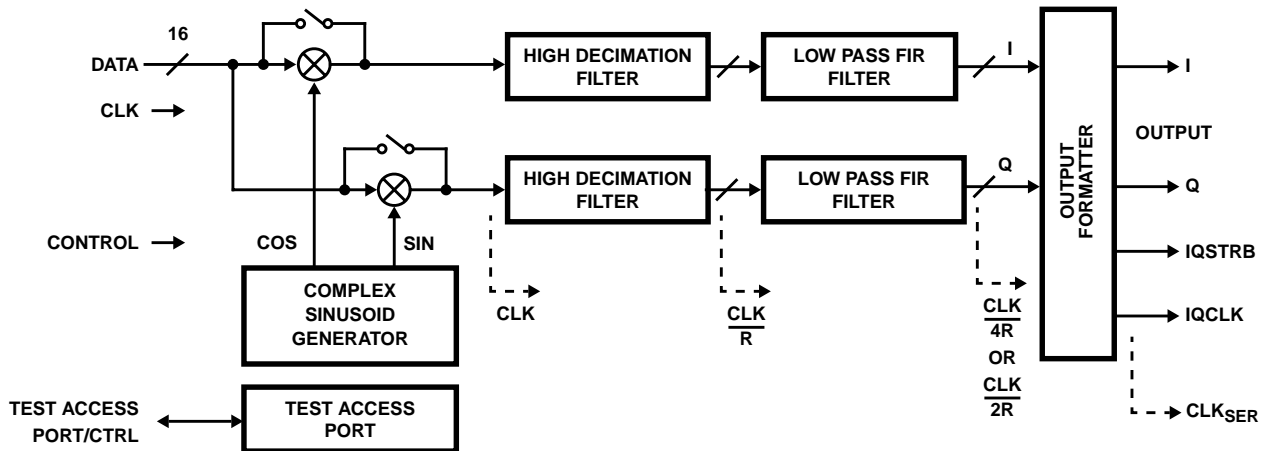 16
DATA
CLK
CONTROL
COS
SIN
COMPLEX
SINUSOID
GENERATOR
TEST ACCESS
PORT/CTRL
TEST ACCESS
PORT
HIGH DECIMATION
FILTER
LOW PASS FIR
FILTER
I
HIGH DECIMATION
FILTER
LOW PASS FIR
FILTER
Q
CLK
CLK
R
CLK
4R
OR
CLK
2R
OUTPUT
FORMATTER
I
OUTPUT
Q
IQSTRB
IQCLK
CLKSER